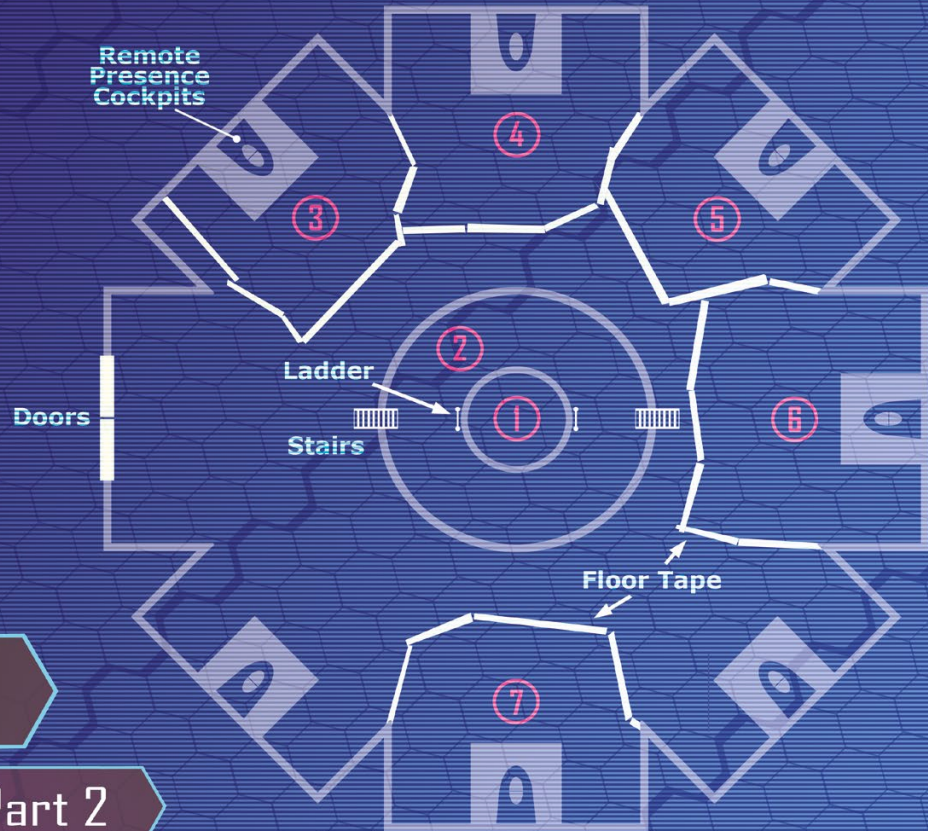 Remote
Presence
Cockpits
4
3
5
2
Ladder
1
6
Doors
Stairs
Floor Tape
7
Part 2